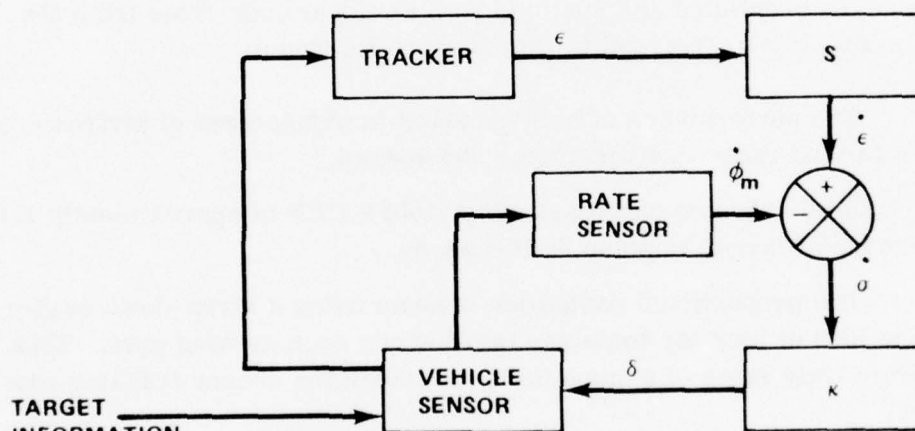 TRACKER
ϵ
S
ϵ̇
+
−
RATE
SENSOR
φ̇m
σ̇
VEHICLE
SENSOR
δ
κ
TARGET
INFORMATION